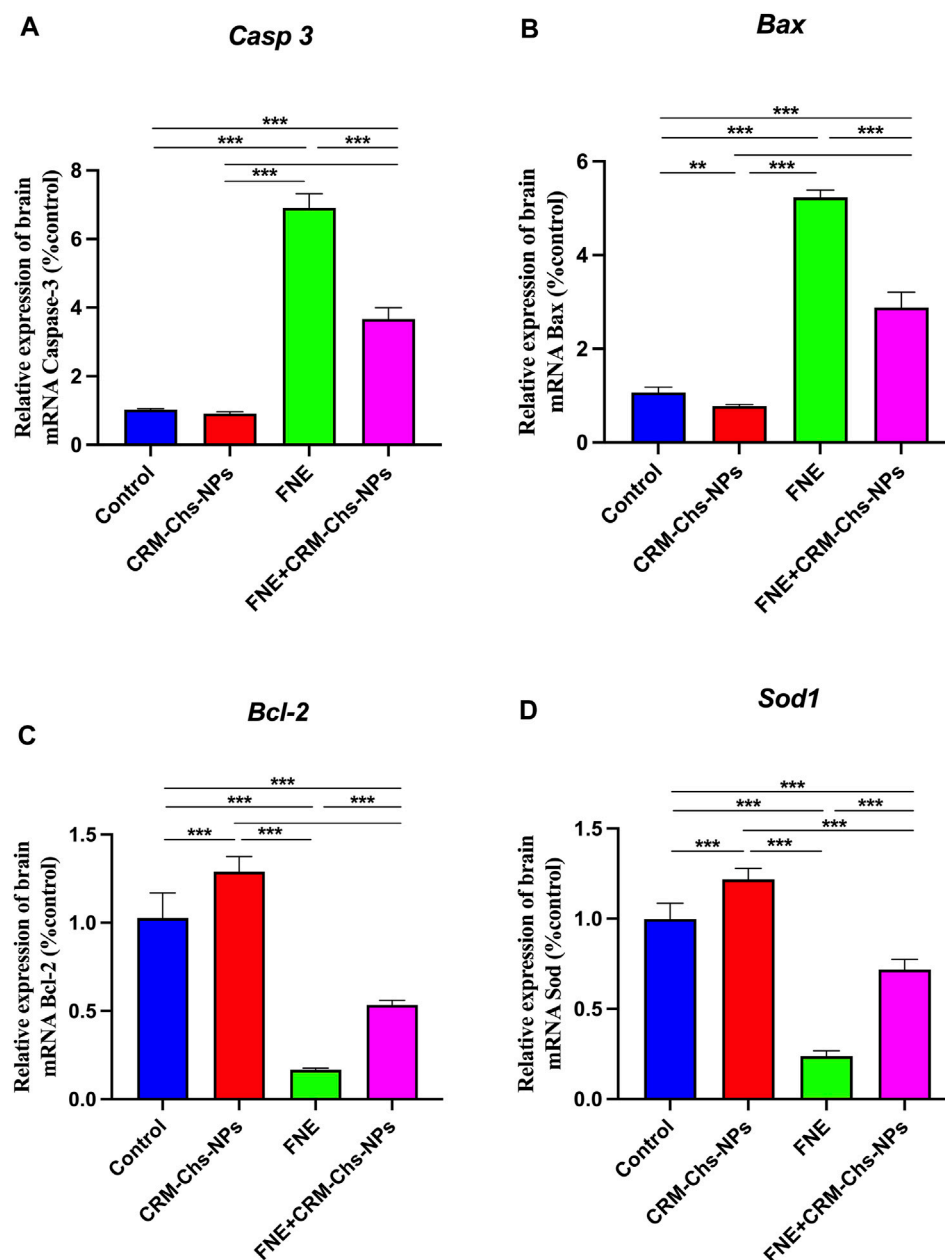 A
Casp 3
***
***
***
***
Relative expression of brain
mRNA Caspase-3 (%control)
8
6
4
2
0
Control
CRM-Chs-NPs
FNE
FNE+CRM-Chs-NPs
B
Bax
***
***
***
**
***
Relative expression of brain
mRNA Bax (%control)
6
4
2
0
Control
CRM-Chs-NPs
FNE
FNE+CRM-Chs-NPs
C
Bcl-2
***
***
***
***
***
Relative expression of brain
mRNA Bcl-2 (%control)
1.5
1.0
0.5
0.0
Control
CRM-Chs-NPs
FNE
FNE+CRM-Chs-NPs
D
Sod1
***
***
***
***
***
***
Relative expression of brain
mRNA Sod (%control)
1.5
1.0
0.5
0.0
Control
CRM-Chs-NPs
FNE
FNE+CRM-Chs-NPs